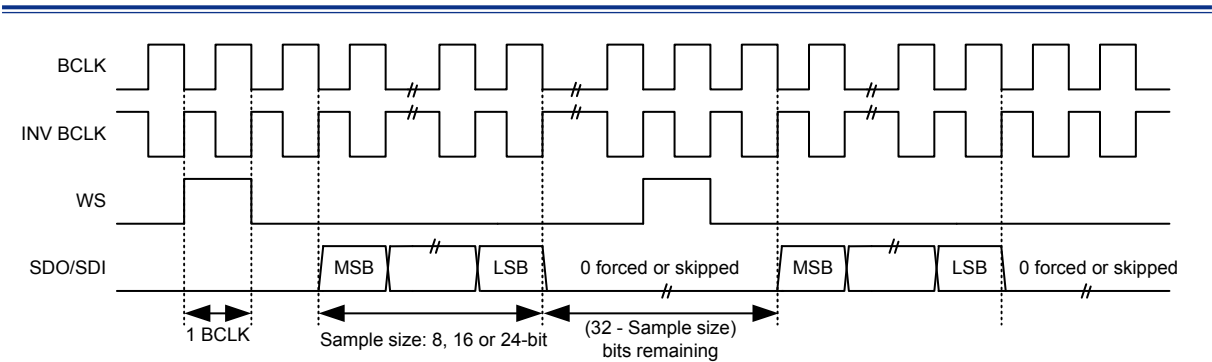 BCLK
INV BCLK
WS
SDO/SDI
MSB
LSB
0 forced or skipped
MSB
LSB
0 forced or skipped
1 BCLK
Sample size: 8, 16 or 24-bit
(32 - Sample size)
bits remaining